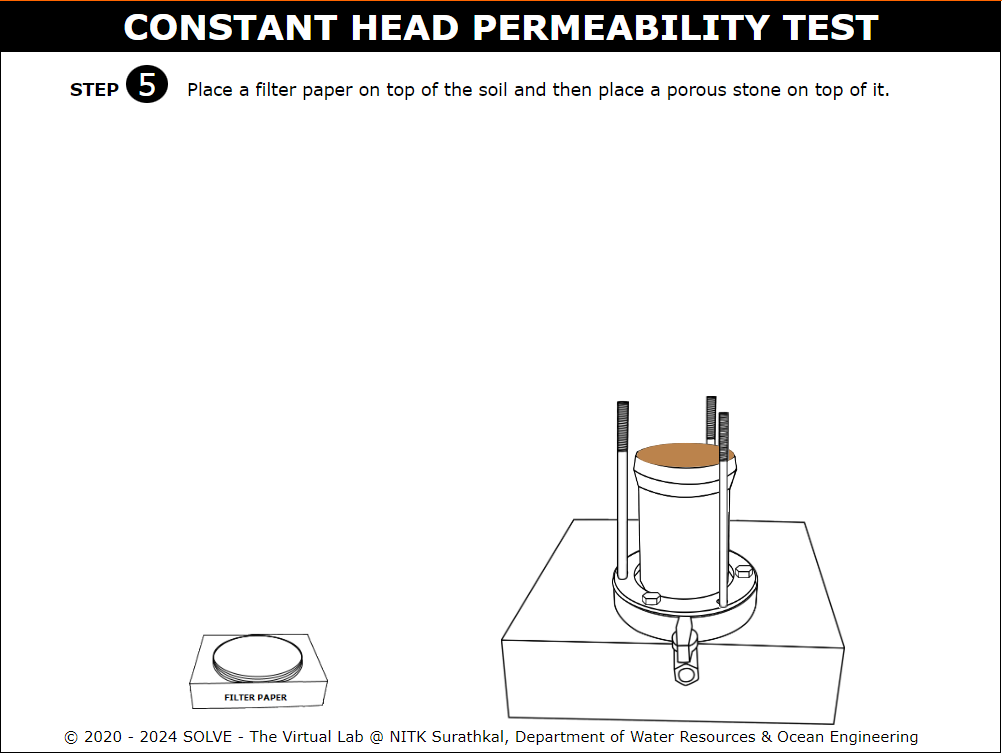 CONSTANT HEAD PERMEABILITY TEST
STEP 5 Place a filter paper on top of the soil and then place a porous stone on top of it.
FILTER PAPER
© 2020 - 2024 SOLVE - The Virtual Lab @ NITK Surathkal, Department of Water Resources & Ocean Engineering